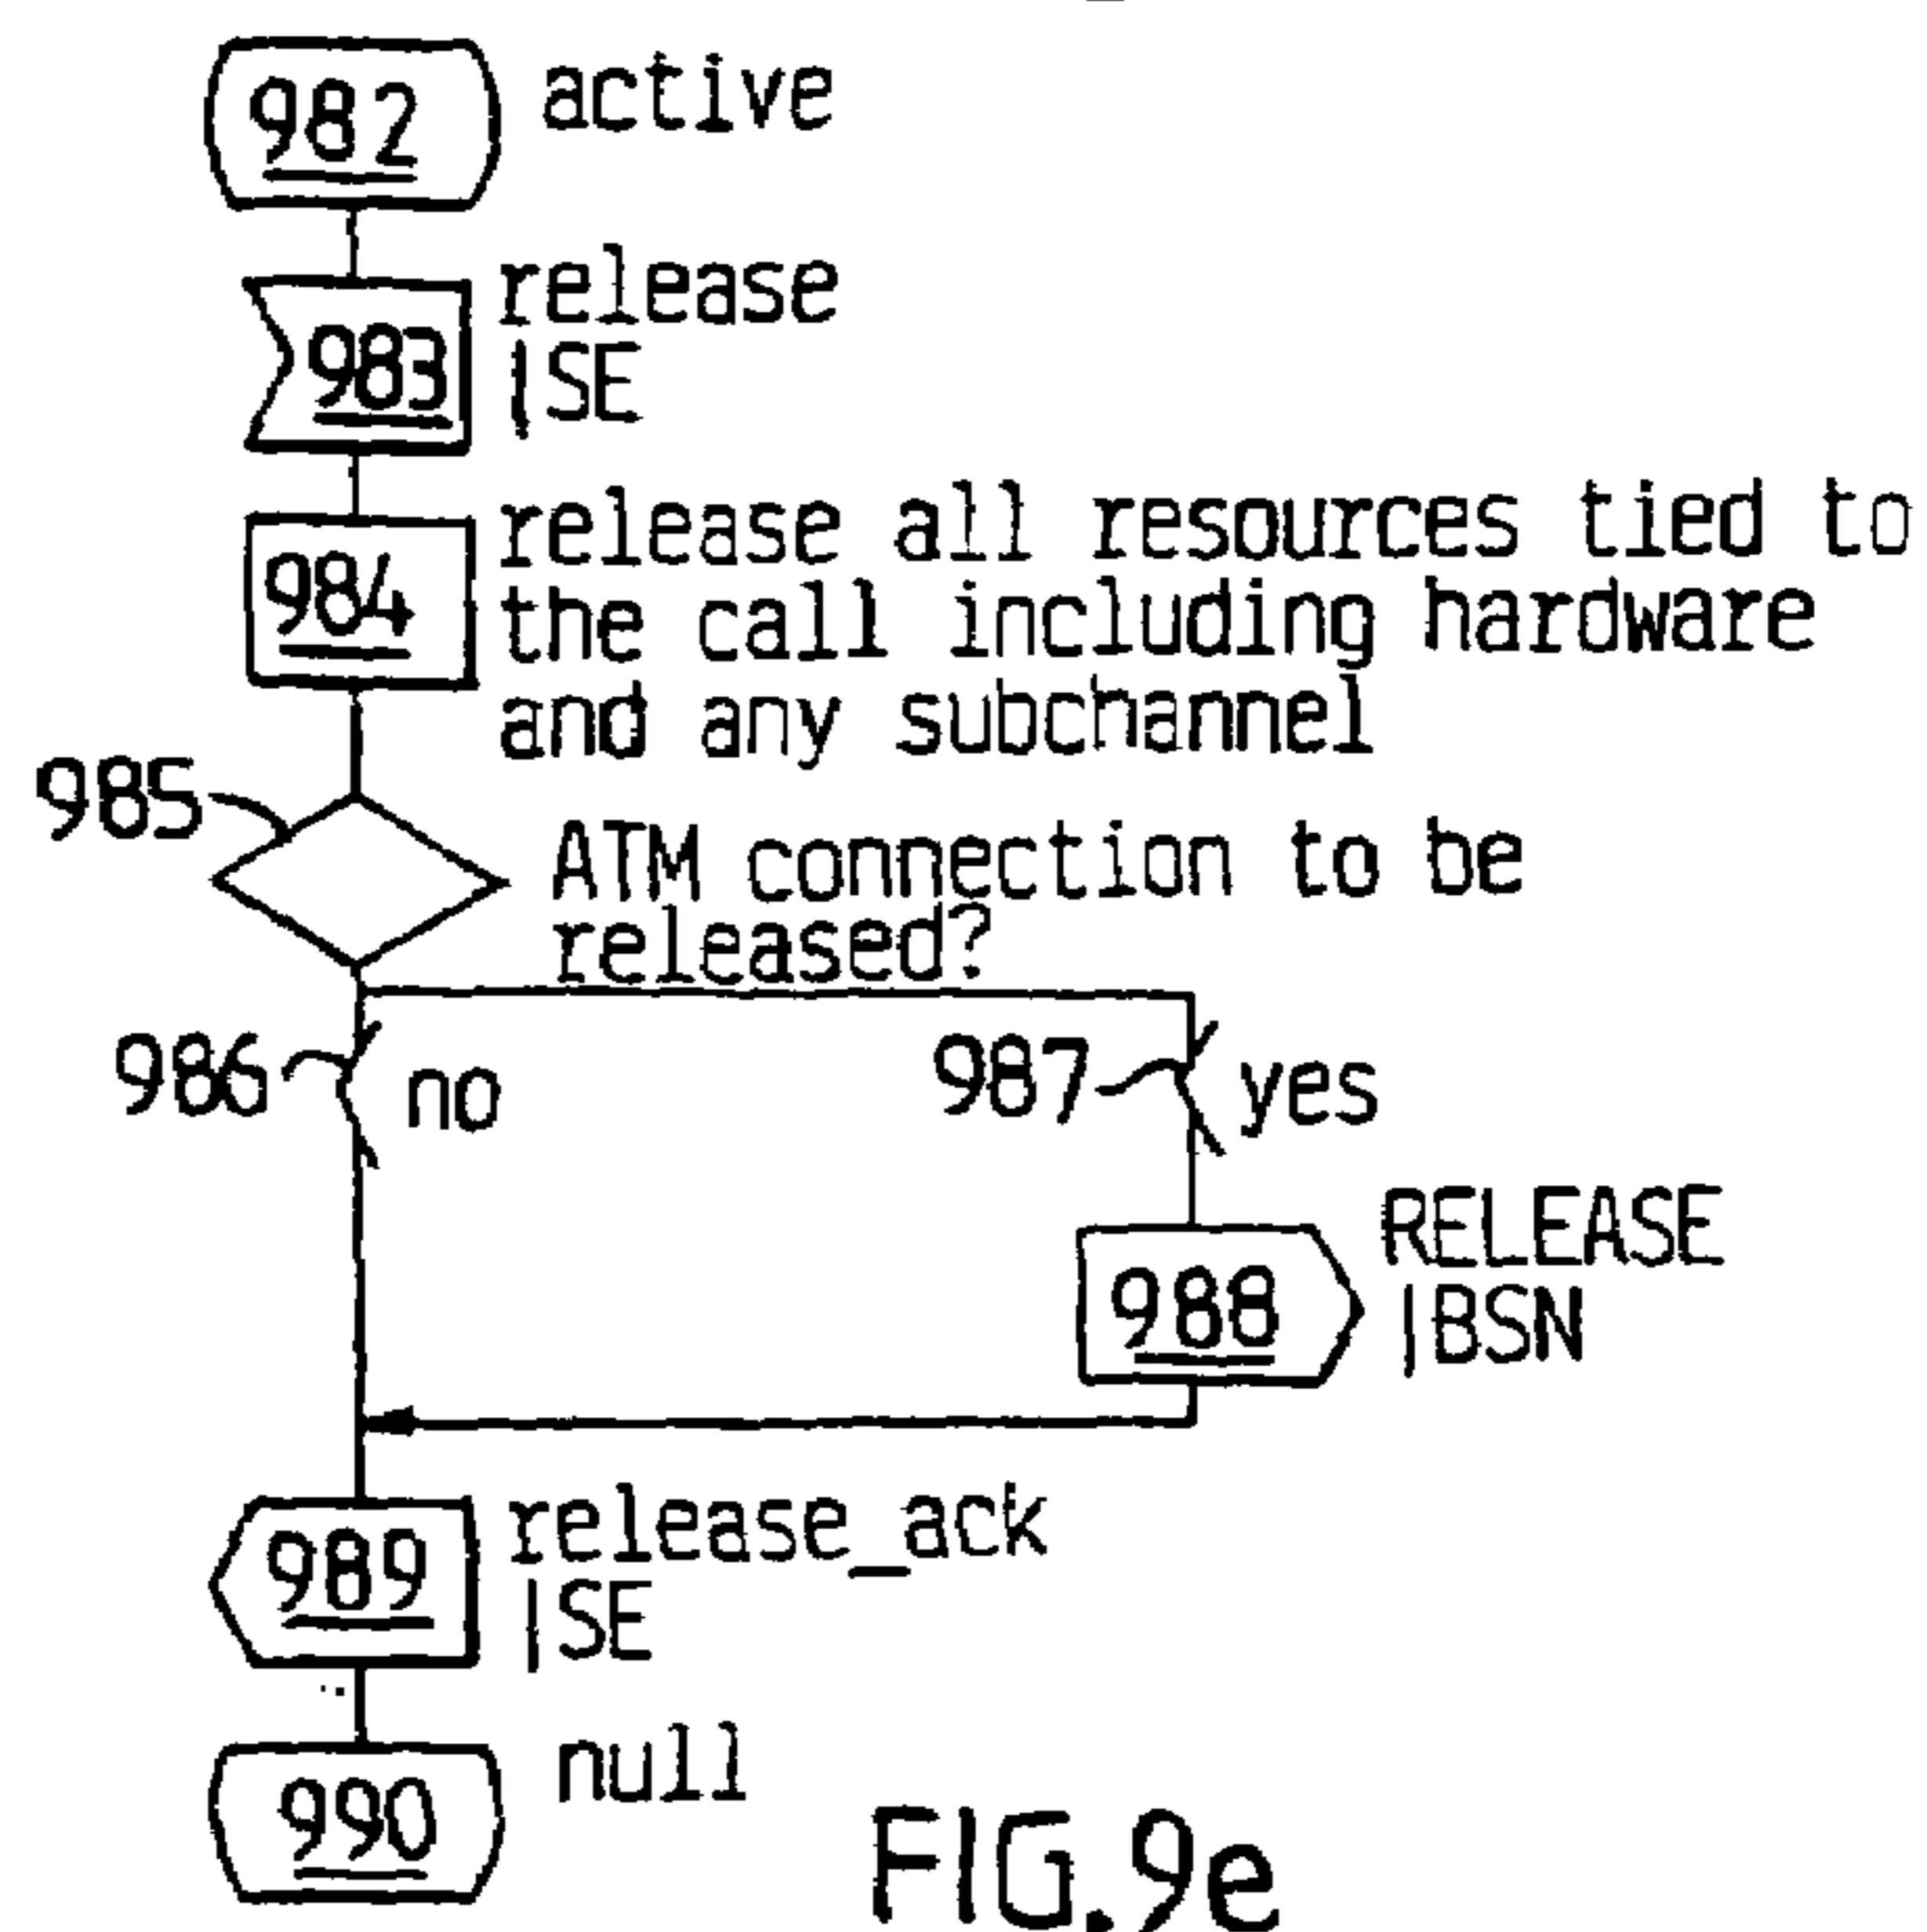 982 active
983 release
|SE
984 release all resources tied to
the call including hardware
and any subchannel
985
ATM connection to be
released?
986 no 987 yes
988 RELEASE
|BSN
989 release_ack
|SE
990 null
FIG.9e